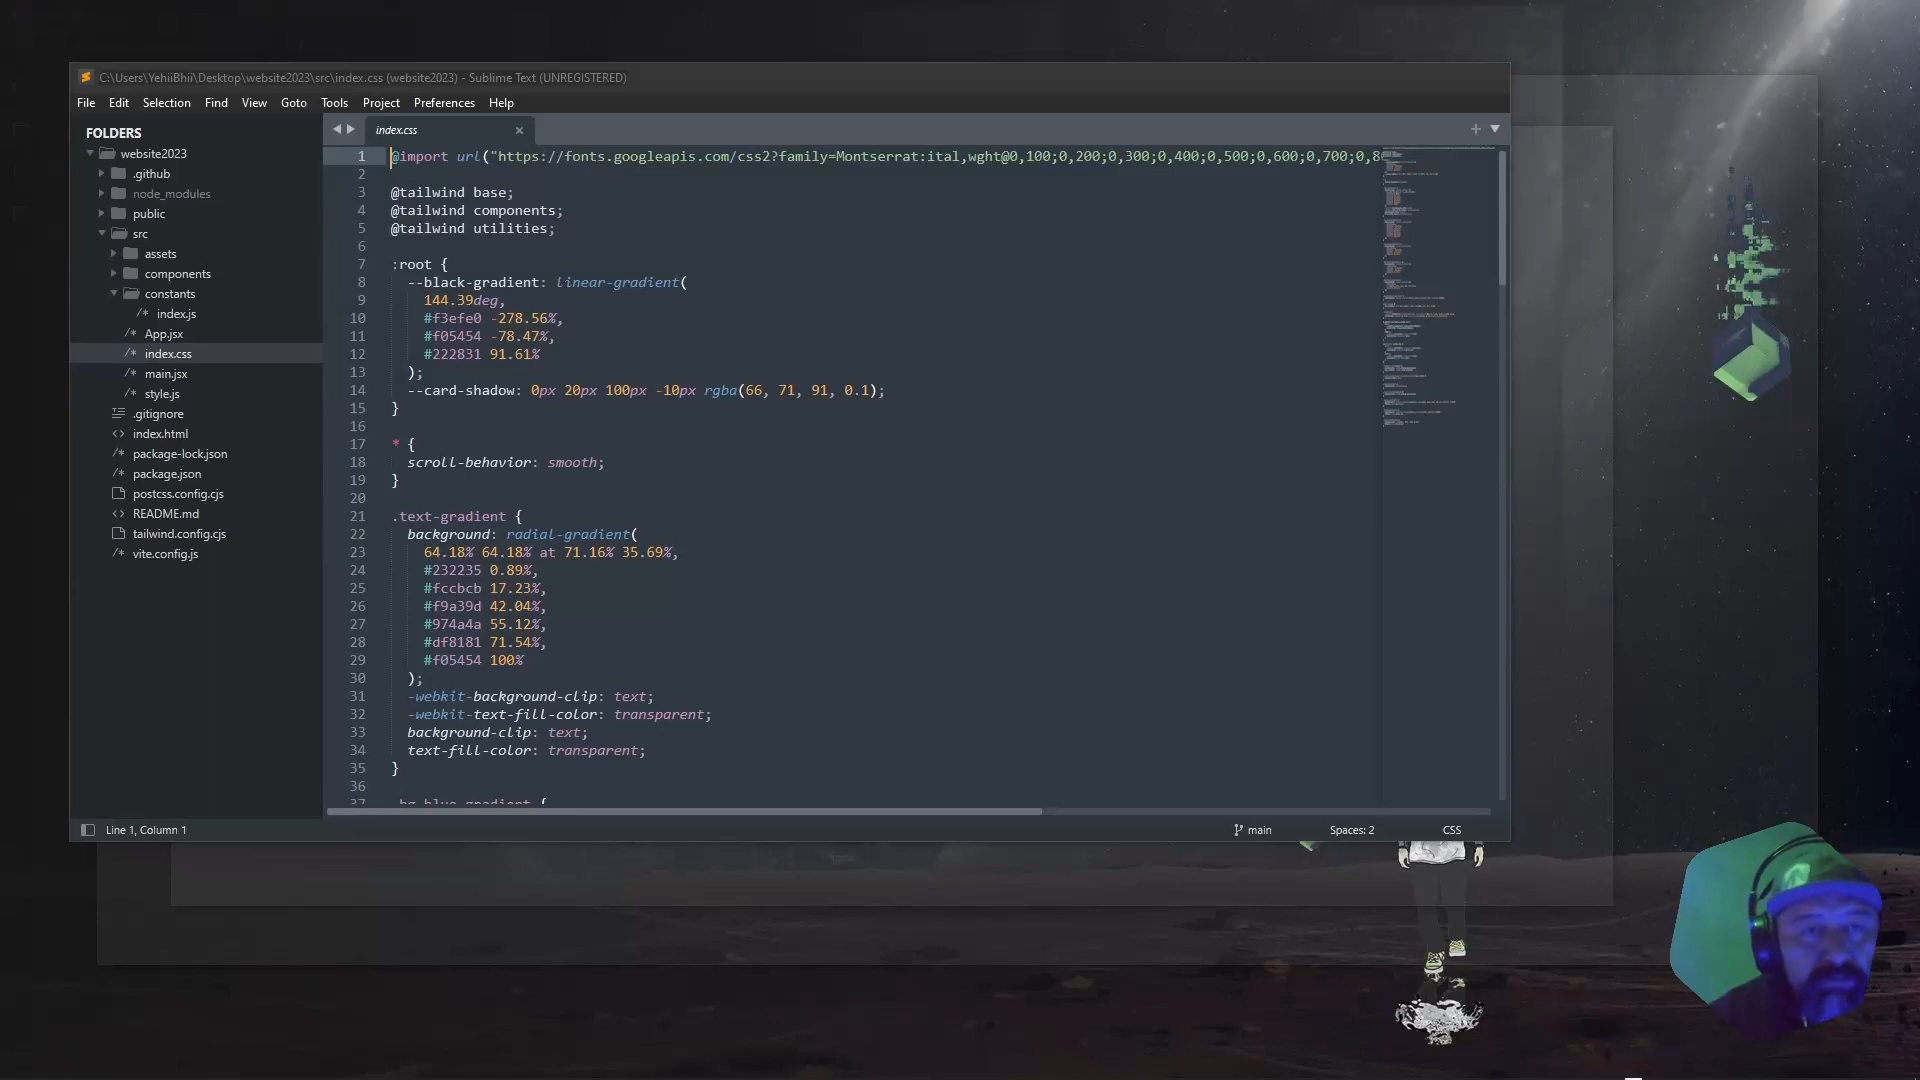 C:\Users\YehiiBhii\Desktop\website2023\src\index.css (website2023) - Sublime Text (UNREGISTERED)
File Edit Selection Find View Goto Tools Project Preferences Help
FOLDERS
website2023
.github
node_modules
public
src
assets
components
constants
index.js
App.jsx
index.css
main.jsx
style.js
.gitignore
index.html
package-lock.json
package.json
postcss.config.cjs
README.md
tailwind.config.cjs
vite.config.js
index.css
1 @import url("https://fonts.googleapis.com/css2?family=Montserrat:ital,wght@0,100;0,200;0,300;0,400;0,500;0,600;0,700;0,8
2
3 @tailwind base;
4 @tailwind components;
5 @tailwind utilities;
6
7 :root {
8 --black-gradient: linear-gradient(
9 144.39deg,
10 #f3efe0 -278.56%,
11 #f05454 -78.47%,
12 #222831 91.61%
13 );
14 --card-shadow: 0px 20px 100px -10px rgba(66, 71, 91, 0.1);
15 }
16
17 * {
18 scroll-behavior: smooth;
19 }
20
21 .text-gradient {
22 background: radial-gradient(
23 64.18% 64.18% at 71.16% 35.69%,
24 #232235 0.89%,
25 #fccbcb 17.23%,
26 #f9a39d 42.04%,
27 #974a4a 55.12%,
28 #df8181 71.54%,
29 #f05454 100%
30 );
31 -webkit-background-clip: text;
32 -webkit-text-fill-color: transparent;
33 background-clip: text;
34 text-fill-color: transparent;
35 }
36
37 .bg-blue-gradient {
Line 1, Column 1
main
Spaces: 2
CSS